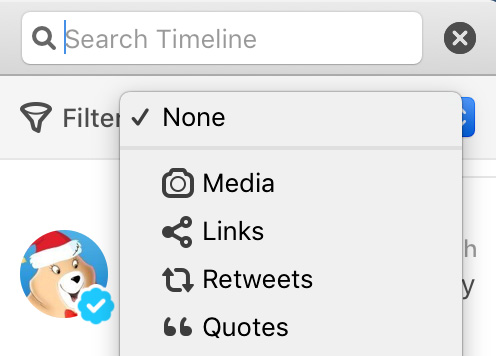 Search Timeline
Filter
None
Media
h
Links
Retweets
y
Quotes